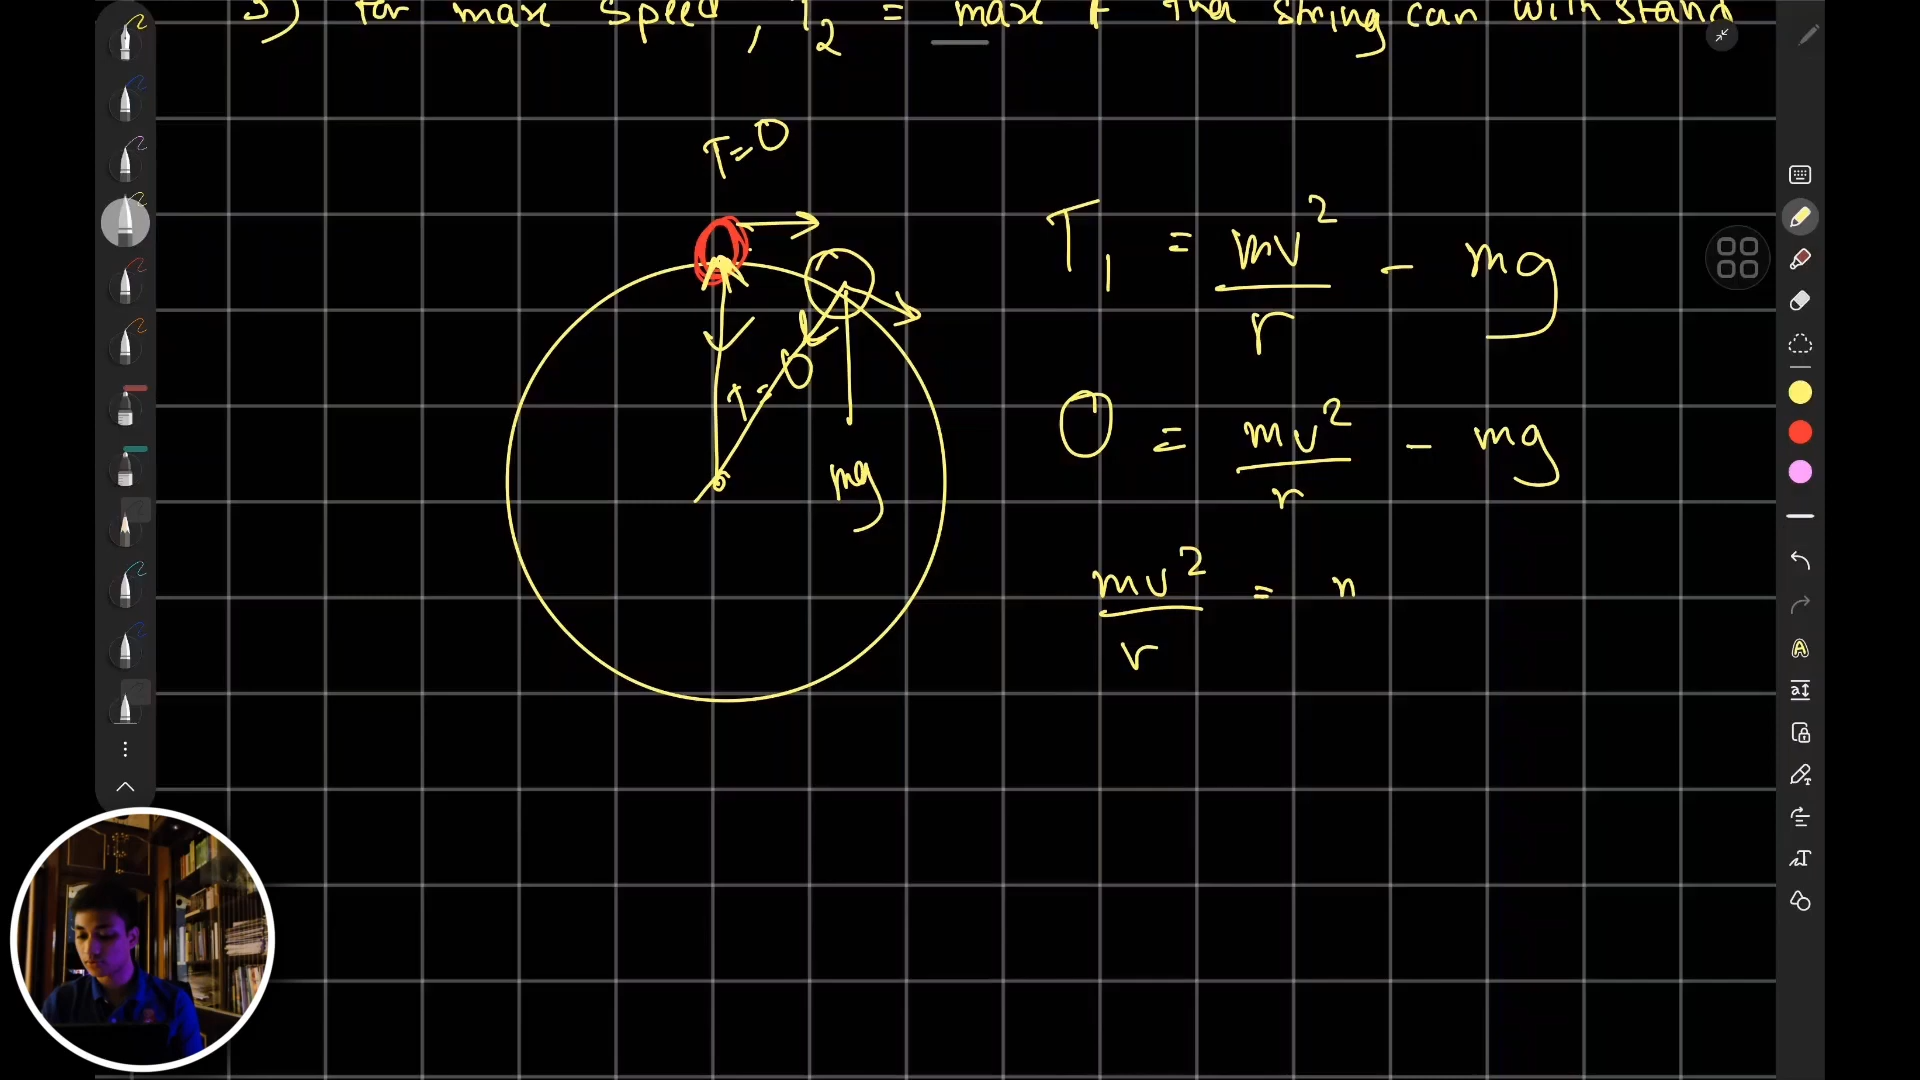 3) For max speed, T₂ = max F the string can withstand
T=0
T₁ = mv²/r - mg
T=0
0 = mv²/r - mg
mg
mv²/r = n